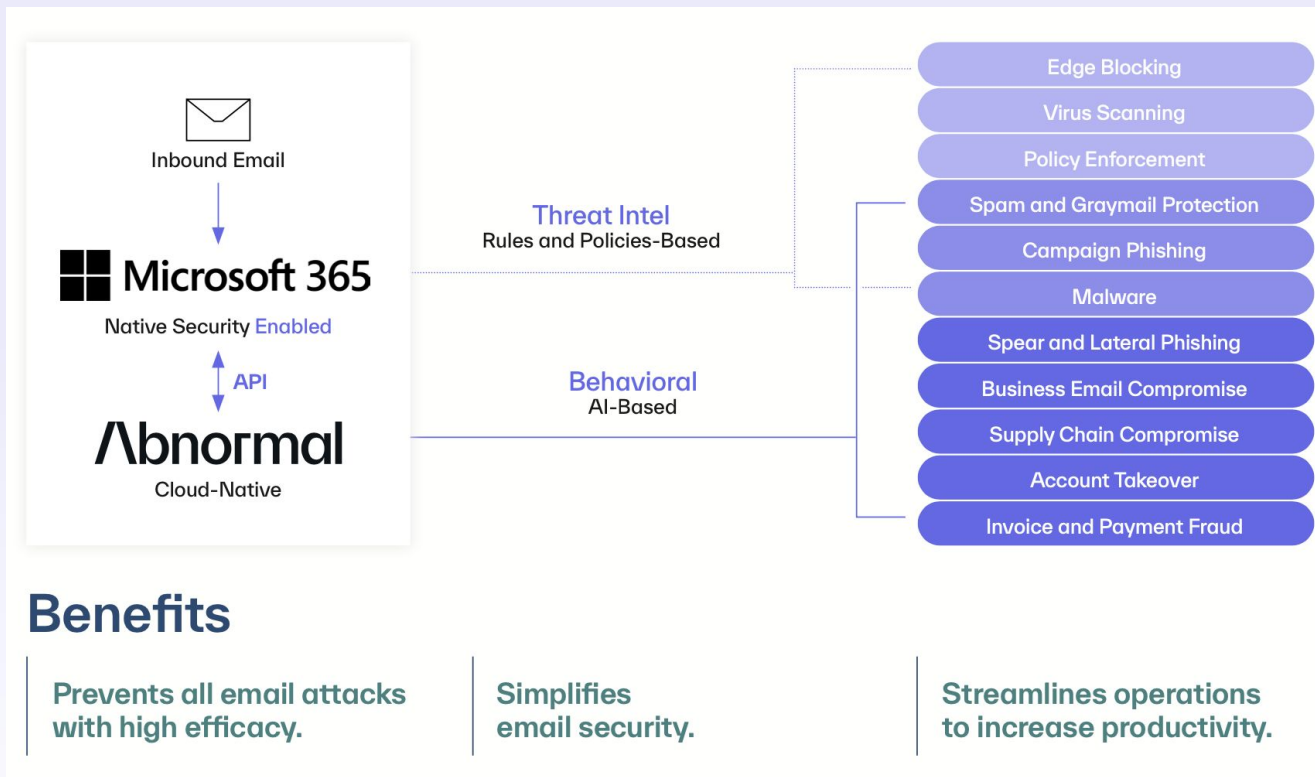 Inbound Email
Microsoft 365
Native Security Enabled
API
Abnormal
Cloud-Native
Threat Intel
Rules and Policies-Based
Behavioral
AI-Based
Edge Blocking
Virus Scanning
Policy Enforcement
Spam and Graymail Protection
Campaign Phishing
Malware
Spear and Lateral Phishing
Business Email Compromise
Supply Chain Compromise
Account Takeover
Invoice and Payment Fraud
Benefits
Prevents all email attacks
with high efficacy.
Simplifies
email security.
Streamlines operations
to increase productivity.